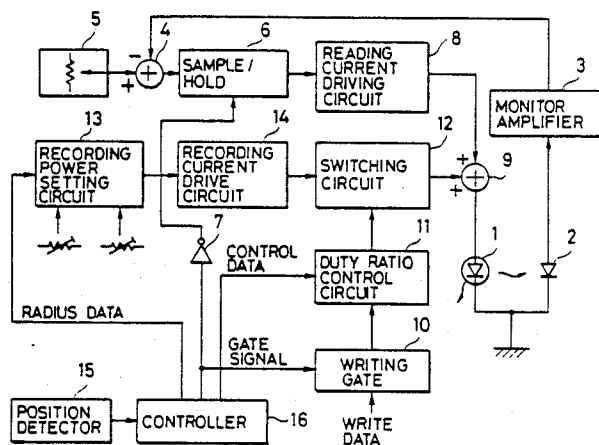 5
-
4
+
6
SAMPLE/
HOLD
8
READING
CURRENT
DRIVING
CIRCUIT
3
MONITOR
AMPLIFIER
13
RECORDING
POWER
SETTING
CIRCUIT
14
RECORDING
CURRENT
DRIVE
CIRCUIT
12
SWITCHING
CIRCUIT
+
+
9
7
CONTROL
DATA
11
DUTY RATIO
CONTROL
CIRCUIT
1
2
RADIUS DATA
GATE
SIGNAL
10
WRITING
GATE
15
POSITION
DETECTOR
CONTROLLER
16
WRITE
DATA